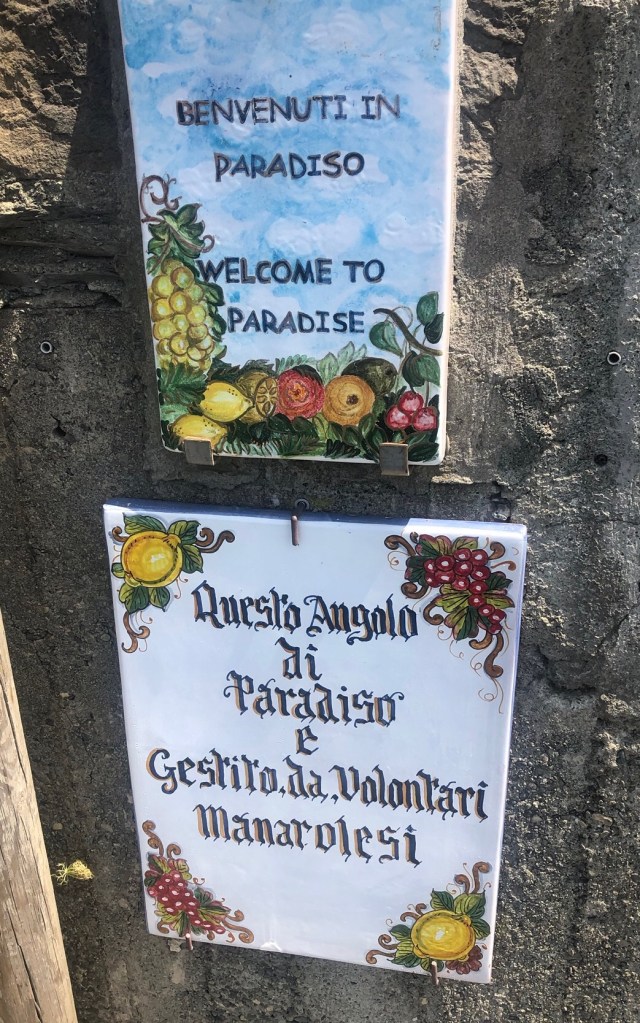 BENVENUTI IN
PARADISO
WELCOME TO
PARADISE
Questo Angolo
di
Paradiso
e
Gestito.da.Volontari
Manarolesi